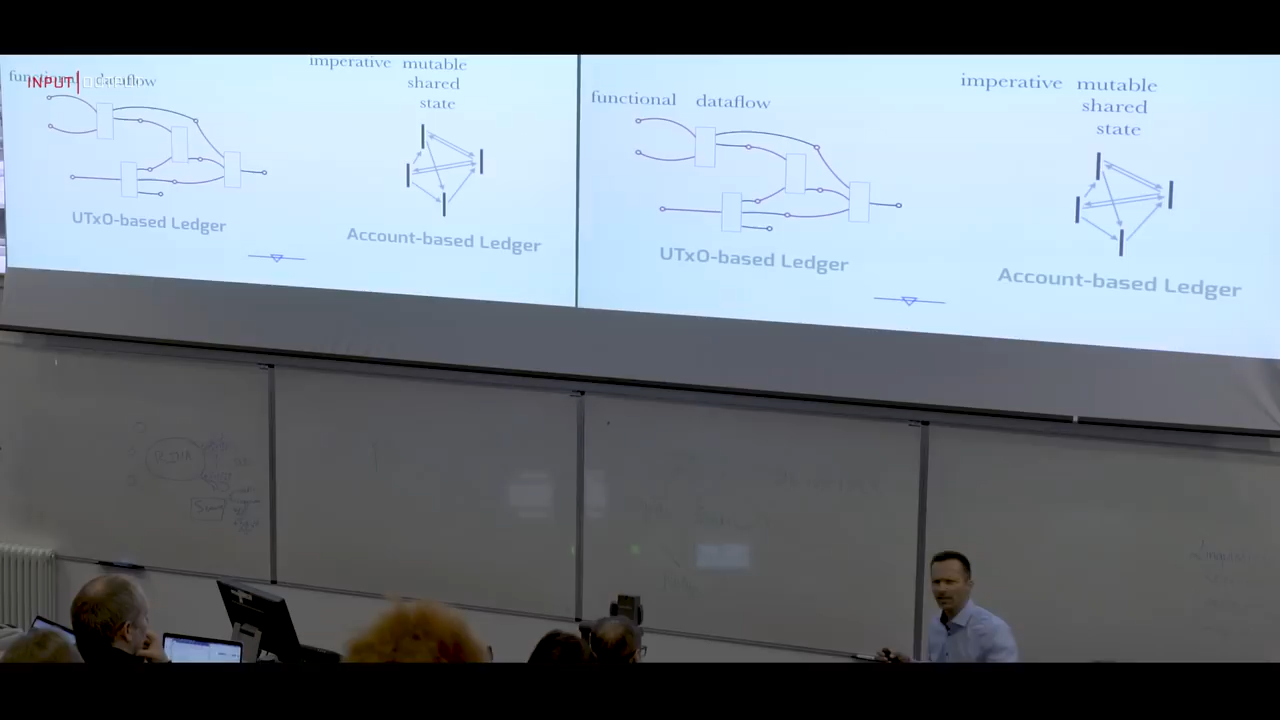 INPUT|
functional dataflow
imperative mutable
shared
state
UTxO-based Ledger
Account-based Ledger
functional dataflow
imperative mutable
shared
state
UTxO-based Ledger
Account-based Ledger